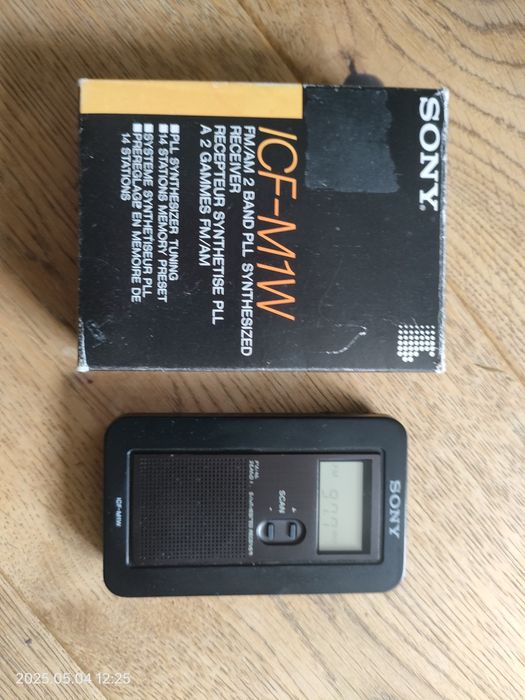 SONY
ICF-M1W
FM/AM 2 BAND PLL SYNTHESIZED
RECEIVER
RECEPTEUR SYNTHETISE PLL
A 2 GAMMES FM/AM
■PLL SYNTHESIZER TUNING
■14 STATIONS MEMORY PRESET
■SYSTEME SYNTHETISEUR PLL
■PREREGLAGE EN MEMOIRE DE
14 STATIONS
SONY
SCAN
+
-
ICF-M1W
2025.05.04 12:25